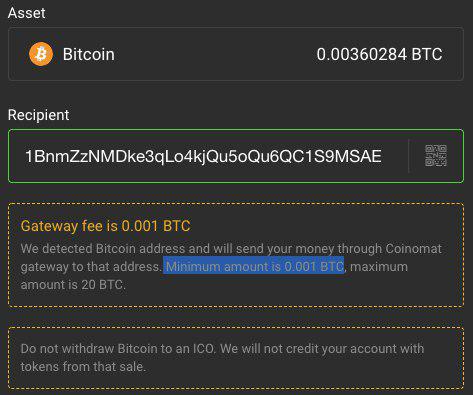 Asset
Bitcoin 0.00360284 BTC
Recipient
1BnmZzNMDke3qLo4kjQu5oQu6QC1S9MSAE
Gateway fee is 0.001 BTC
We detected Bitcoin address and will send your money through Coinomat
gateway to that address. Minimum amount is 0.001 BTC, maximum
amount is 20 BTC.
Do not withdraw Bitcoin to an ICO. We will not credit your account with
tokens from that sale.